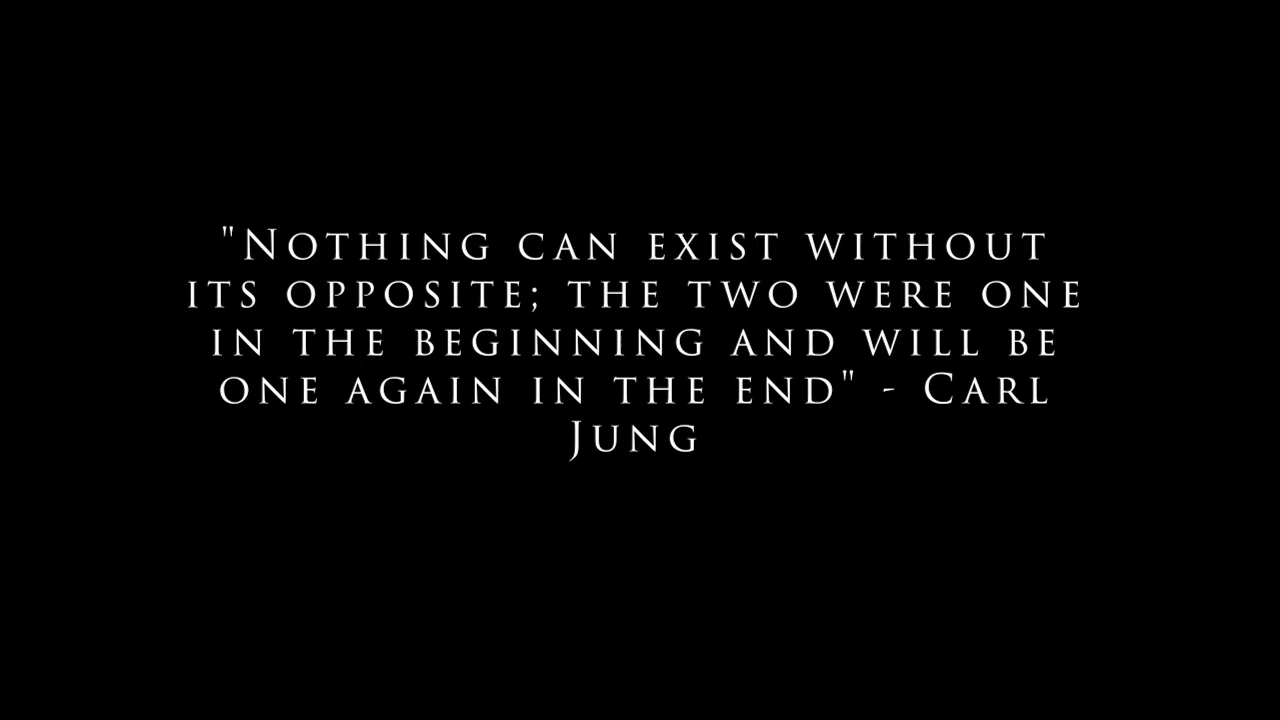 "Nothing can exist without
its opposite; the two were one
in the beginning and will be
one again in the end" - Carl
Jung